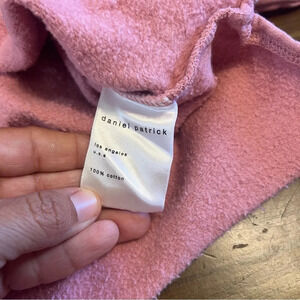 daniel patrick
los angeles
u.s.a
100% cotton